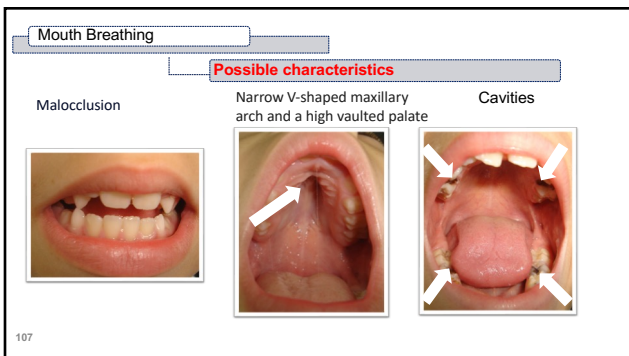 Mouth Breathing
Possible characteristics
Malocclusion
Narrow V-shaped maxillary
arch and a high vaulted palate
Cavities
107